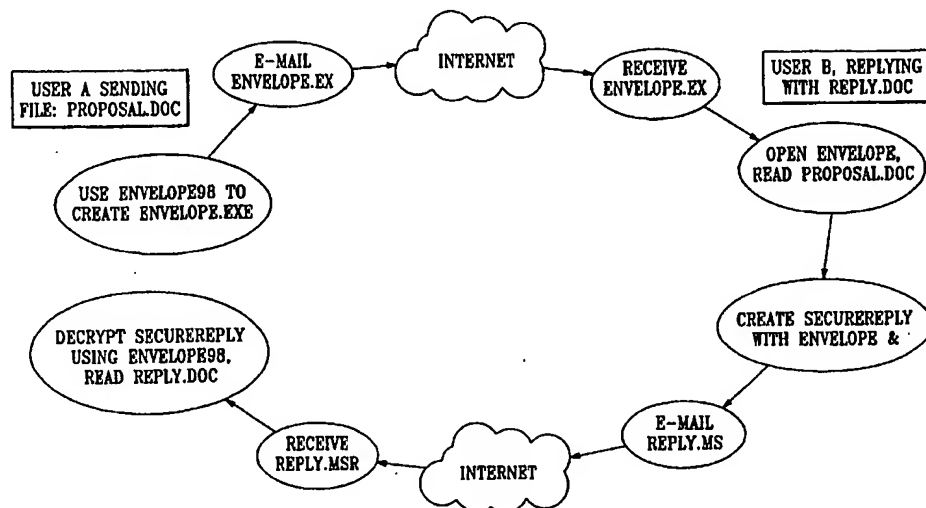 USER A SENDING
FILE: PROPOSAL.DOC
USE ENVELOPE98 TO
CREATE ENVELOPE.EXE
E-MAIL
ENVELOPE.EX
INTERNET
RECEIVE
ENVELOPE.EX
USER B, REPLYING
WITH REPLY.DOC
OPEN ENVELOPE,
READ PROPOSAL.DOC
CREATE SECUREREPLY
WITH ENVELOPE &
E-MAIL
REPLY.MS
INTERNET
RECEIVE
REPLY.MSR
DECRYPT SECUREREPLY
USING ENVELOPE98,
READ REPLY.DOC